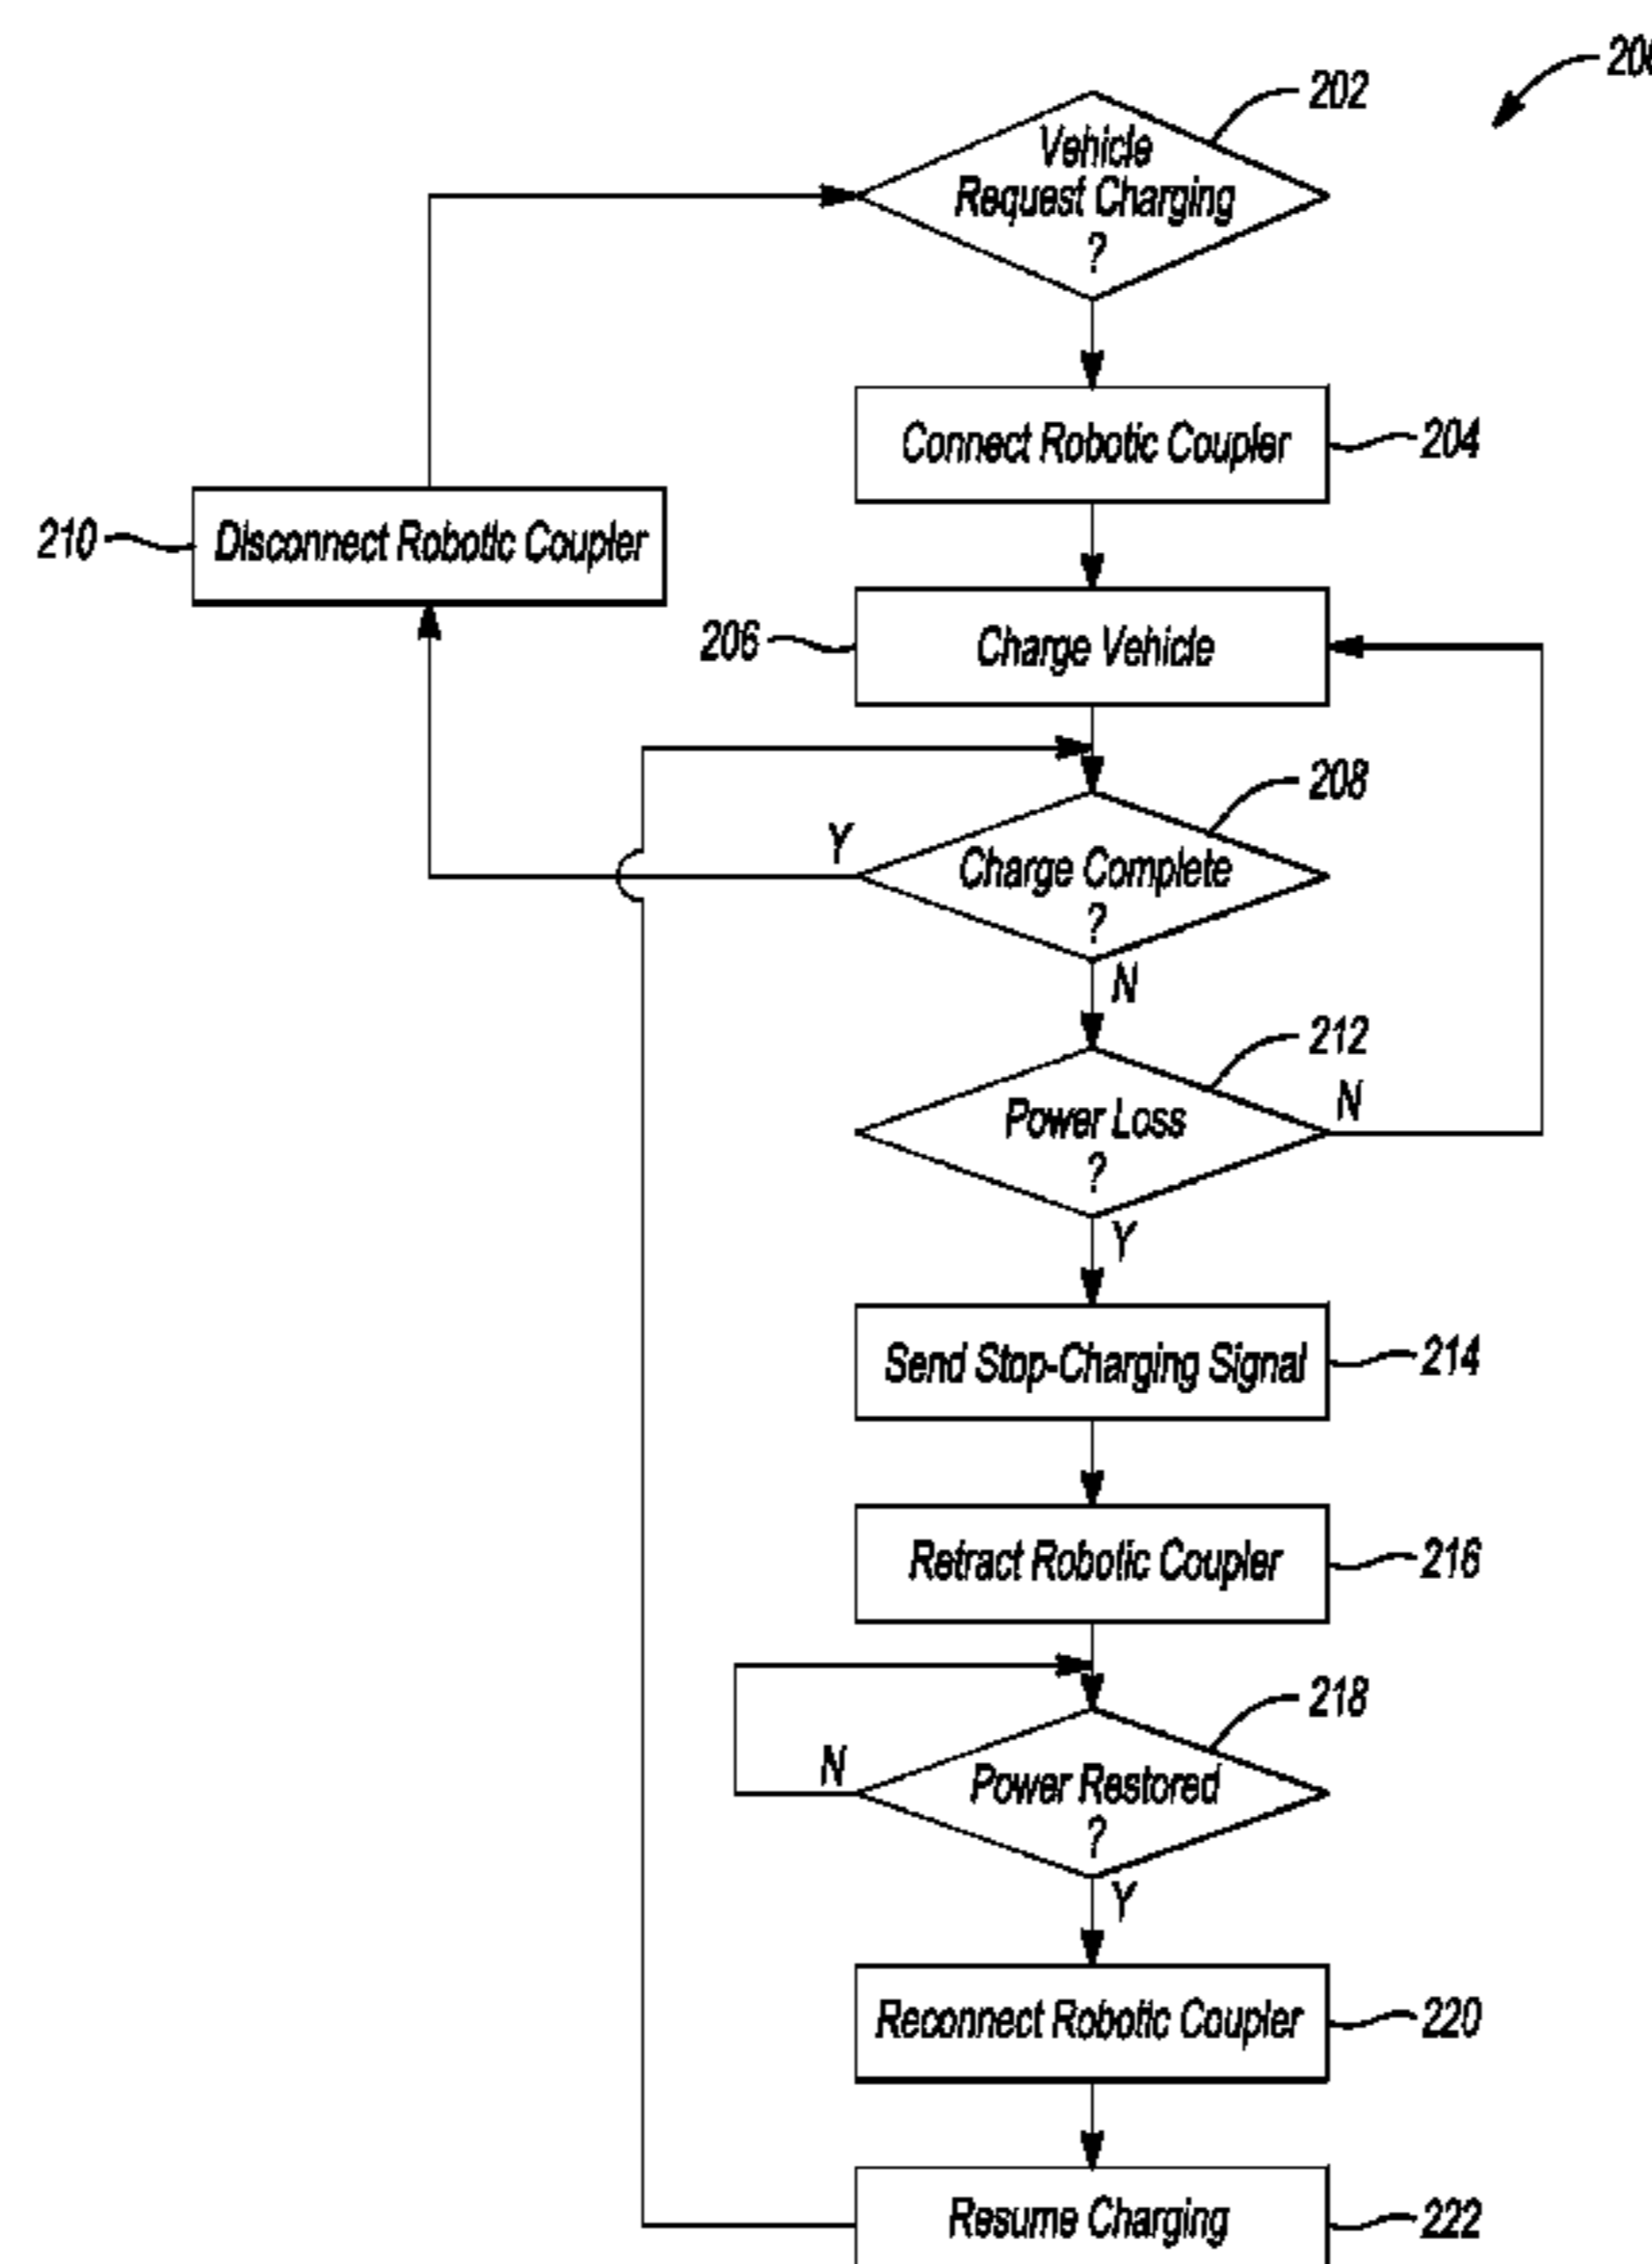 202
Vehicle
Request Charging
?
Connect Robotic Coupler
204
210
Disconnect Robotic Coupler
206
Charge Vehicle
208
Y
Charge Complete
?
N
212
N
Power Loss
?
Y
Send Stop-Charging Signal
214
Retract Robotic Coupler
216
218
N
Power Restored
?
Y
Reconnect Robotic Coupler
220
Resume Charging
222